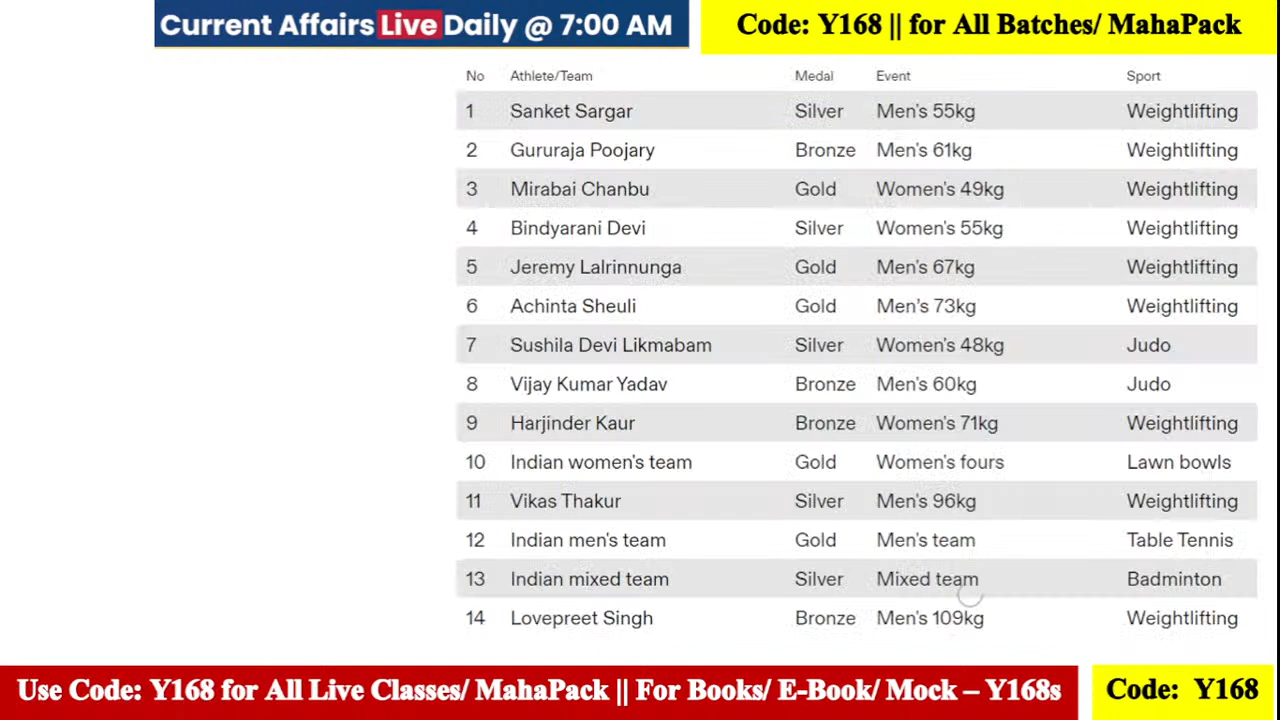 Current Affairs Live Daily @ 7:00 AM
Code: Y168 || for All Batches/ MahaPack
No Athlete/Team Medal Event Sport
1 Sanket Sargar Silver Men's 55kg Weightlifting
2 Gururaja Poojary Bronze Men's 61kg Weightlifting
3 Mirabai Chanbu Gold Women's 49kg Weightlifting
4 Bindyarani Devi Silver Women's 55kg Weightlifting
5 Jeremy Lalrinnunga Gold Men's 67kg Weightlifting
6 Achinta Sheuli Gold Men's 73kg Weightlifting
7 Sushila Devi Likmabam Silver Women's 48kg Judo
8 Vijay Kumar Yadav Bronze Men's 60kg Judo
9 Harjinder Kaur Bronze Women's 71kg Weightlifting
10 Indian women's team Gold Women's fours Lawn bowls
11 Vikas Thakur Silver Men's 96kg Weightlifting
12 Indian men's team Gold Men's team Table Tennis
13 Indian mixed team Silver Mixed team Badminton
14 Lovepreet Singh Bronze Men's 109kg Weightlifting
Use Code: Y168 for All Live Classes/ MahaPack || For Books/ E-Book/ Mock – Y168s
Code: Y168